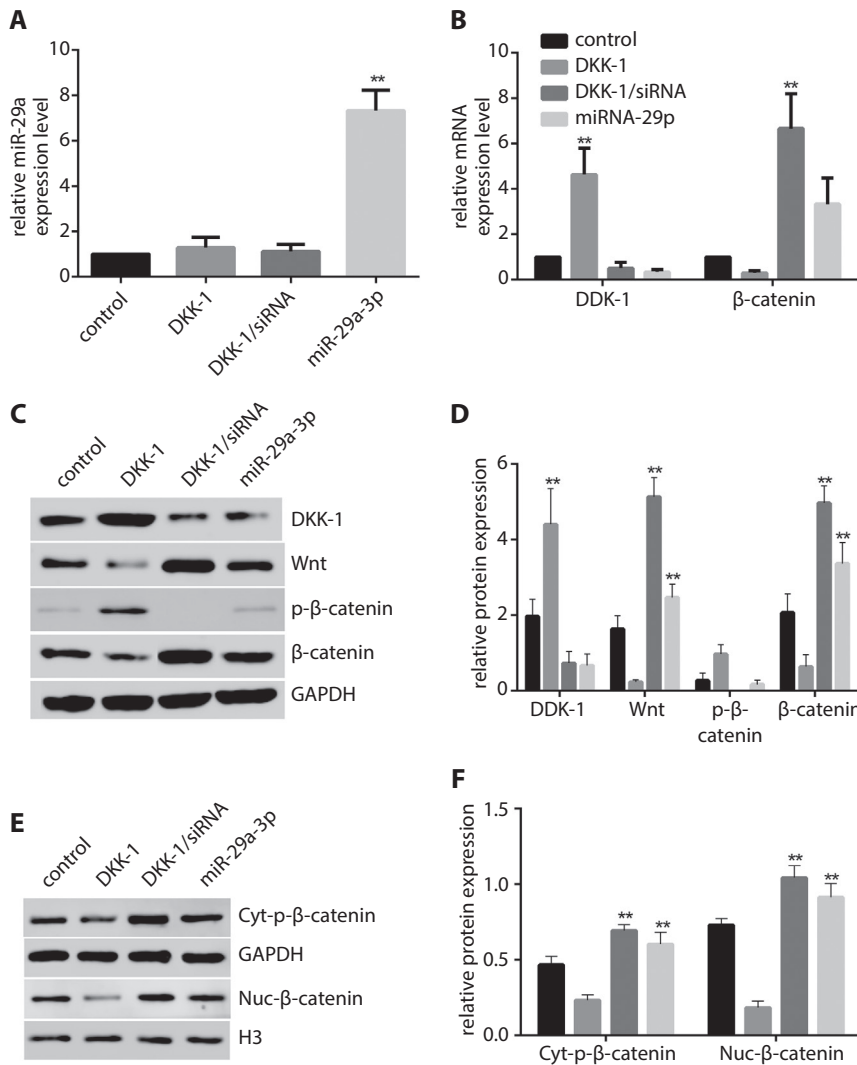 A
relative miR-29a
expression level
10
8
6
4
2
0
**
control
DKK-1
DKK-1/siRNA
miR-29a-3p
B
relative mRNA
expression level
10
8
6
4
2
0
control
DKK-1
DKK-1/siRNA
miRNA-29p
**
**
DDK-1
β-catenin
C
control
DKK-1
DKK-1/siRNA
miR-29a-3p
DKK-1
Wnt
p-β-catenin
β-catenin
GAPDH
D
relative protein expression
6
4
2
0
**
**
**
**
**
DDK-1
Wnt
p-β-
catenin
β-catenin
E
control
DKK-1
DKK-1/siRNA
miR-29a-3p
Cyt-p-β-catenin
GAPDH
Nuc-β-catenin
H3
F
relative protein expression
1.5
1.0
0.5
0.0
**
**
**
**
Cyt-p-β-catenin
Nuc-β-catenin